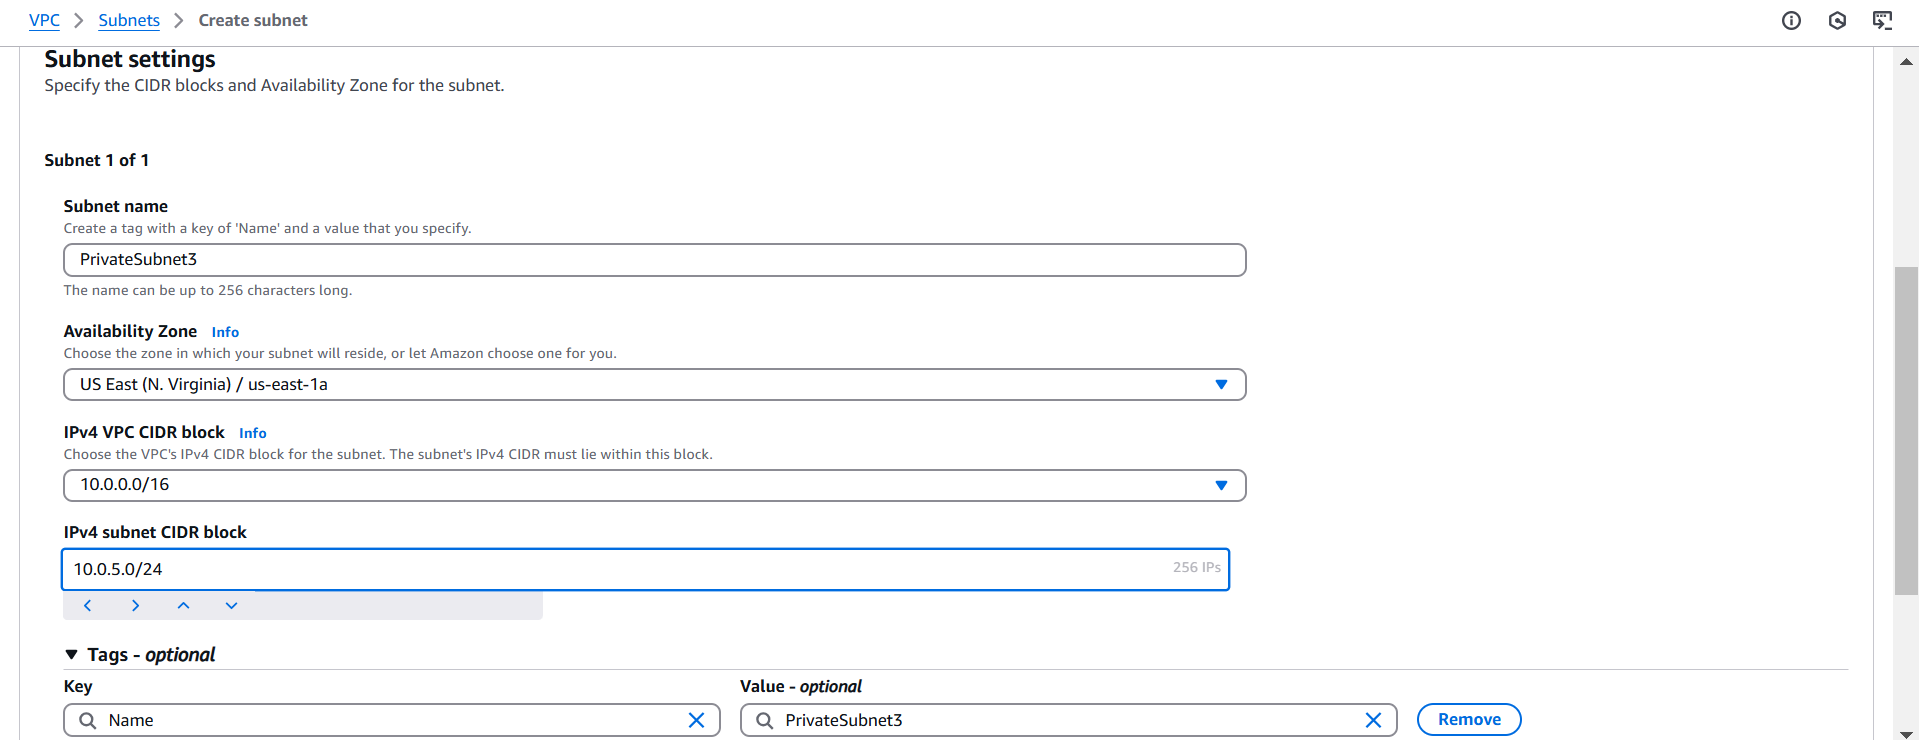 VPC > Subnets > Create subnet
Subnet settings
Specify the CIDR blocks and Availability Zone for the subnet.
Subnet 1 of 1
Subnet name
Create a tag with a key of 'Name' and a value that you specify.
PrivateSubnet3
The name can be up to 256 characters long.
Availability Zone Info
Choose the zone in which your subnet will reside, or let Amazon choose one for you.
US East (N. Virginia) / us-east-1a
IPv4 VPC CIDR block Info
Choose the VPC's IPv4 CIDR block for the subnet. The subnet's IPv4 CIDR must lie within this block.
10.0.0.0/16
IPv4 subnet CIDR block
10.0.5.0/24 256 IPs
Tags - optional
Key Value - optional
Name PrivateSubnet3 Remove